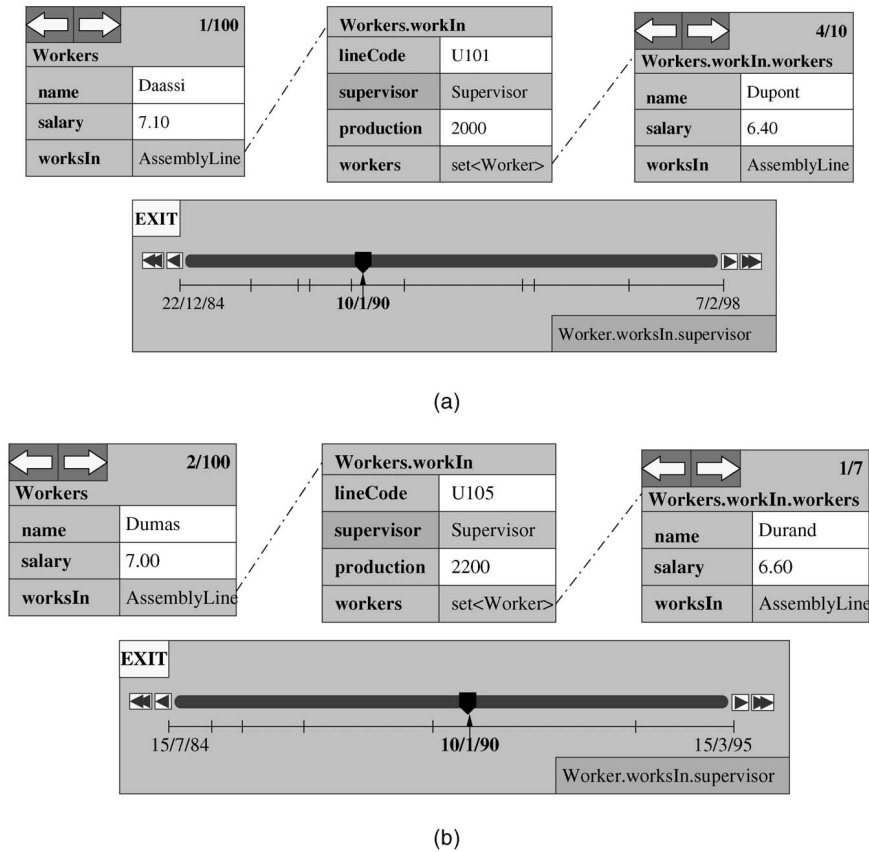 1/100
Workers
name Daassi
salary 7.10
worksIn AssemblyLine
Workers.workIn
lineCode U101
supervisor Supervisor
production 2000
workers set<Worker>
4/10
Workers.workIn.workers
name Dupont
salary 6.40
worksIn AssemblyLine
EXIT
22/12/84 10/1/90 7/2/98
Worker.worksIn.supervisor
(a)
2/100
Workers
name Dumas
salary 7.00
worksIn AssemblyLine
Workers.workIn
lineCode U105
supervisor Supervisor
production 2200
workers set<Worker>
1/7
Workers.workIn.workers
name Durand
salary 6.60
worksIn AssemblyLine
EXIT
15/7/84 10/1/90 15/3/95
Worker.worksIn.supervisor
(b)